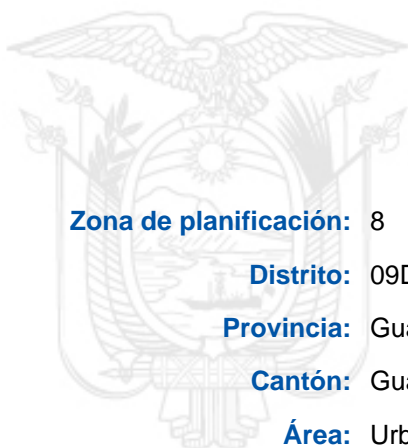 Zona de planificación: 8
Distrito: 09D
Provincia: Gua
Cantón: Gua
Área: Urb